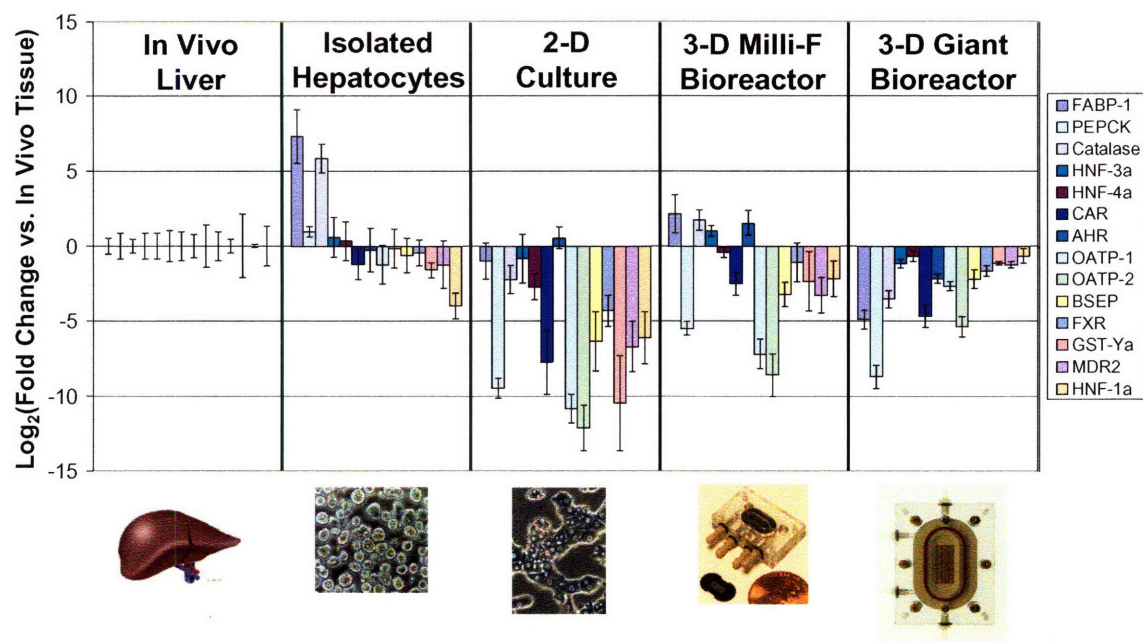 Log₂(Fold Change vs. In Vivo Tissue)
15
10
5
0
-5
-10
-15
In Vivo
Liver
Isolated
Hepatocytes
2-D
Culture
3-D Milli-F
Bioreactor
3-D Giant
Bioreactor
FABP-1
PEPCK
Catalase
HNF-3a
HNF-4a
CAR
AHR
OATP-1
OATP-2
BSEP
FXR
GST-Ya
MDR2
HNF-1a